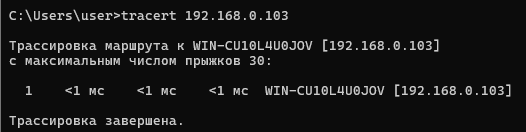 C:\Users\user>tracert 192.168.0.103
Трассировка маршрута к WIN-CU10L4U0JOV [192.168.0.103]
с максимальным числом прыжков 30:
1 <1 мс <1 мс <1 мс WIN-CU10L4U0JOV [192.168.0.103]
Трассировка завершена.